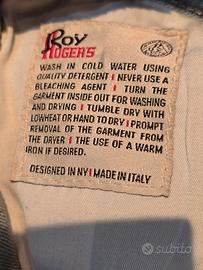 Roy
ROGER'S
WASH IN COLD WATER USING
QUALITY DETERGENT I NEVER USE A
BLEACHING AGENT I TURN THE
GARMENT INSIDE OUT FOR WASHING
AND DRYING I TUMBLE DRY WITH
LOWHEAT OR HAND TO DRY I PROMPT
REMOVAL OF THE GARMENT FROM
THE DRYER I THE USE OF A WARM
IRON IF DESIRED.
DESIGNED IN NY I MADE IN ITALY
subito